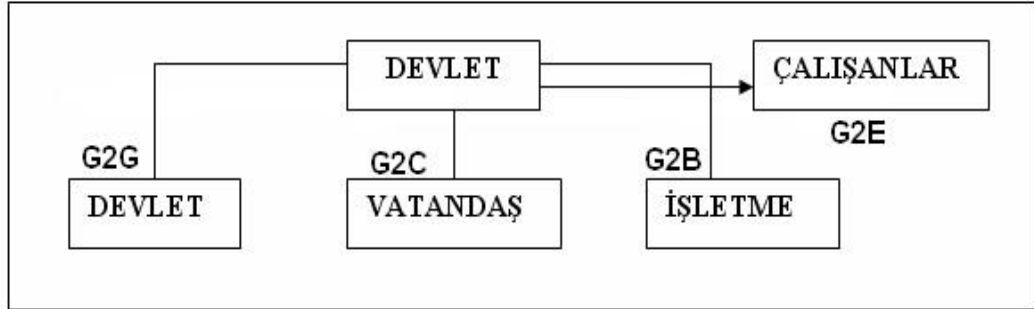 DEVLET
ÇALIŞANLAR
G2E
G2G
G2C
G2B
DEVLET
VATANDAŞ
İŞLETME